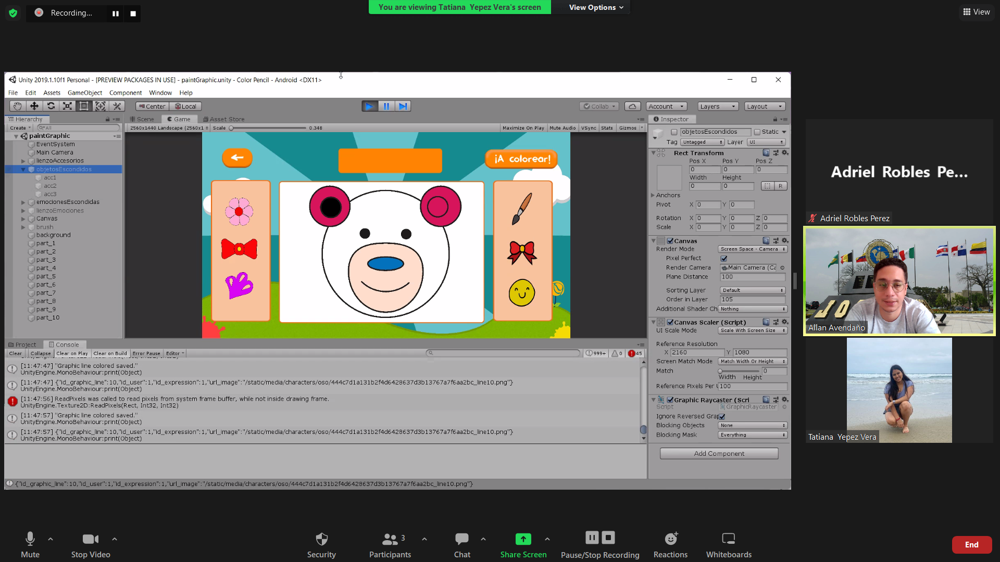 Recording...
You are viewing Tatiana Yepez Vera's screen
View Options
View
Unity 2019.1.10f1 Personal - [PREVIEW PACKAGES IN USE] - paintGraphic.unity - Color Pencil - Android <DX11>
File Edit Assets GameObject Component Window Help
Center Local
Collab Account Layers Layout
Hierarchy
Create All
paintGraphic
EventSystem
Main Camera
lienzoAccesorios
objetosEscondidos
acc1
acc2
acc3
emocionesEscondidas
lienzoEmociones
Canvas
brush
background
part_1
part_2
part_3
part_4
part_5
part_6
part_7
part_8
part_9
part_10
Scene Game Asset Store
2560x1440 Landscape (2560x1 Scale 0.348 Maximize On Play Mute Audio VSync Stats Gizmos
¡A colorear!
Inspector
objetosEscondidos Static
Tag Untagged Layer UI
Rect Transform
Pos X Pos Y Pos Z
0 0 0
Width Height
0 0
R
Anchors
Pivot X 0 Y 0
Rotation X 0 Y 0 Z 0
Scale X 0 Y 0 Z 0
Canvas
Render Mode Screen Space - Camera
Pixel Perfect
Render Camera Main Camera (Ca
Plane Distance 100
Sorting Layer Default
Order in Layer 105
Additional Shader Ch Nothing
Canvas Scaler (Script)
UI Scale Mode Scale With Screen Size
Reference Resolution
X 2160 Y 1080
Screen Match Mode Match Width Or Height
Match 0
Width Height
Reference Pixels Per U 100
Graphic Raycaster (Scri
Script GraphicRaycaster
Ignore Reversed Grap
Blocking Objects None
Blocking Mask Everything
Add Component
Project Console
Clear Collapse Clear on Play Clear on Build Error Pause Editor 999+ 0 45
[11:47:47] "Graphic line colored saved."
UnityEngine.MonoBehaviour:print(Object)
[11:47:47] {"id_graphic_line":10,"id_user":1,"id_expression":1,"url_image":"/static/media/characters/oso/444c7d1a131b2f4d6428637d3b13767a7f6aa2bc_line10.png"}
UnityEngine.MonoBehaviour:print(Object)
[11:47:56] ReadPixels was called to read pixels from system frame buffer, while not inside drawing frame.
UnityEngine.Texture2D:ReadPixels(Rect, Int32, Int32)
[11:47:57] "Graphic line colored saved."
UnityEngine.MonoBehaviour:print(Object)
[11:47:57] {"id_graphic_line":10,"id_user":1,"id_expression":1,"url_image":"/static/media/characters/oso/444c7d1a131b2f4d6428637d3b13767a7f6aa2bc_line10.png"}
UnityEngine.MonoBehaviour:print(Object)
{"id_graphic_line":10,"id_user":1,"id_expression":1,"url_image":"/static/media/characters/oso/444c7d1a131b2f4d6428637d3b13767a7f6aa2bc_line10.png"}
Adriel Robles Pe...
Adriel Robles Perez
Allan Avendaño
Tatiana Yepez Vera
Mute
Stop Video
Security
Participants 3
Chat
Share Screen
Pause/Stop Recording
Reactions
Whiteboards
End